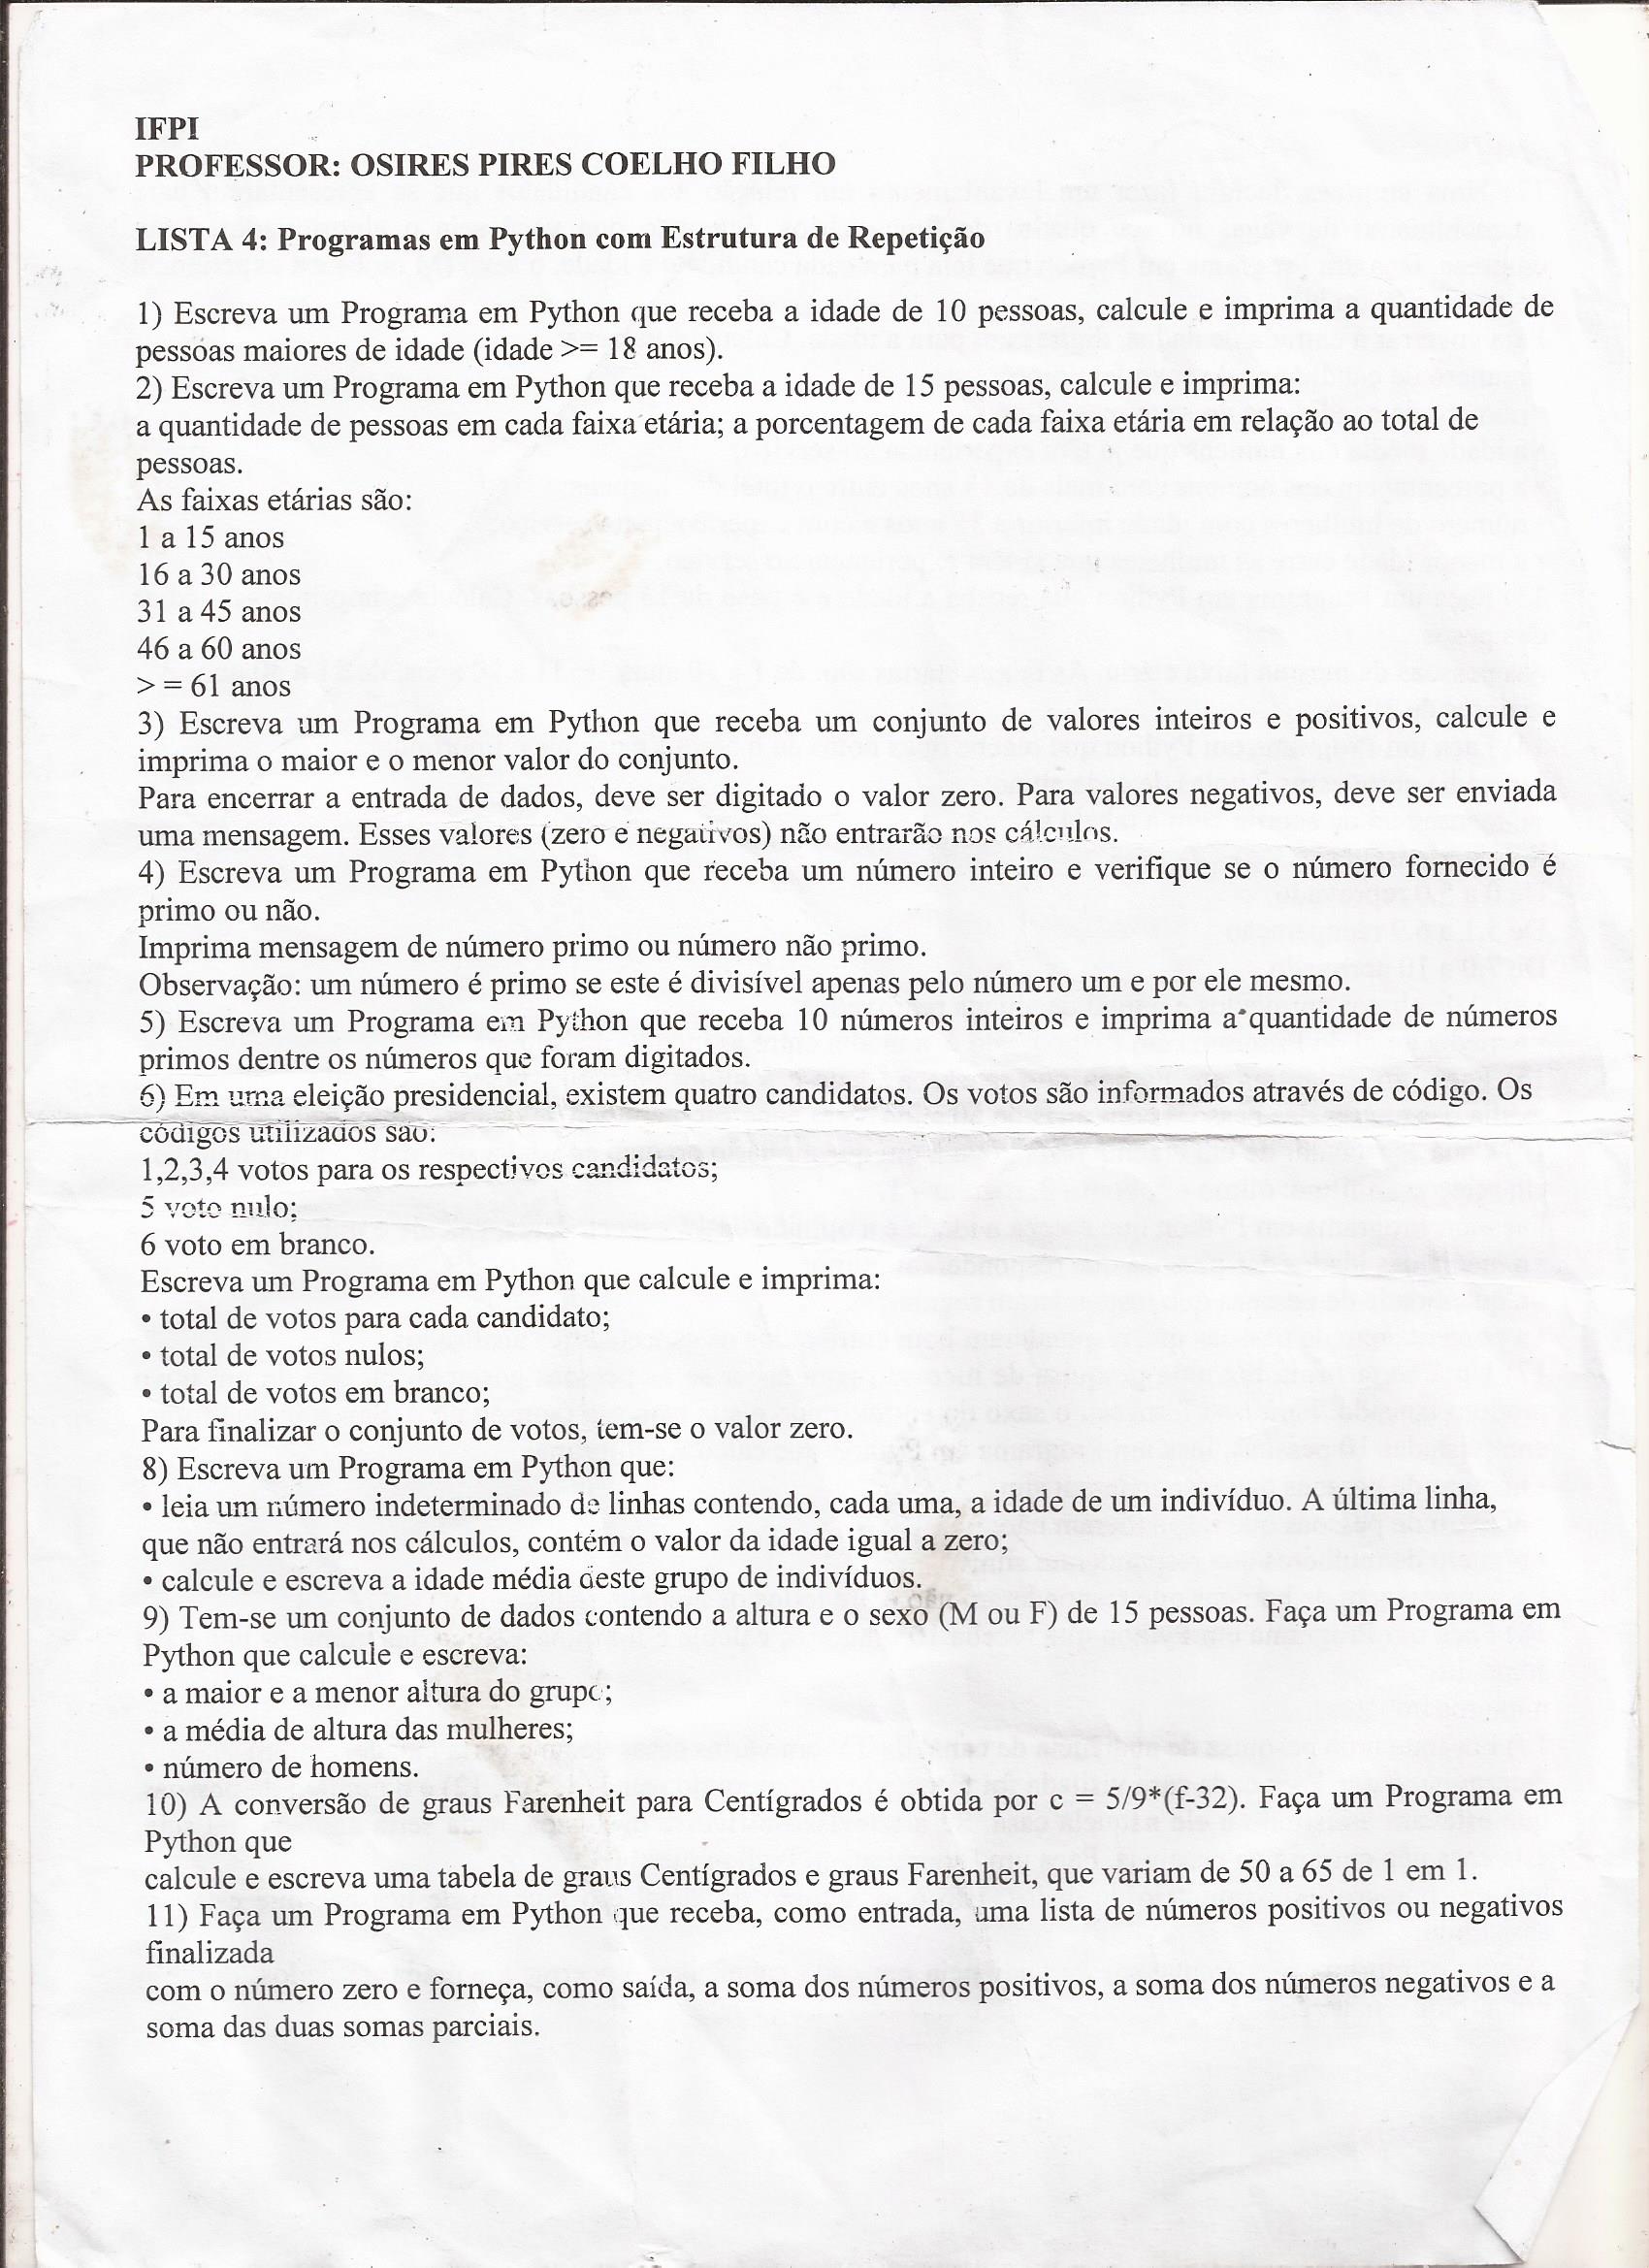 IFPI
PROFESSOR: OSIRES PIRES COELHO FILHO
LISTA 4: Programas em Python com Estrutura de Repetição
1) Escreva um Programa em Python que receba a idade de 10 pessoas, calcule e imprima a quantidade de
pessoas maiores de idade (idade >= 18 anos).
2) Escreva um Programa em Python que receba a idade de 15 pessoas, calcule e imprima:
a quantidade de pessoas em cada faixa etária; a porcentagem de cada faixa etária em relação ao total de
pessoas.
As faixas etárias são:
1 a 15 anos
16 a 30 anos
31 a 45 anos
46 a 60 anos
> = 61 anos
3) Escreva um Programa em Python que receba um conjunto de valores inteiros e positivos, calcule e
imprima o maior e o menor valor do conjunto.
Para encerrar a entrada de dados, deve ser digitado o valor zero. Para valores negativos, deve ser enviada
uma mensagem. Esses valores (zero e negativos) não entrarão nos cálculos.
4) Escreva um Programa em Python que receba um número inteiro e verifique se o número fornecido é
primo ou não.
Imprima mensagem de número primo ou número não primo.
Observação: um número é primo se este é divisível apenas pelo número um e por ele mesmo.
5) Escreva um Programa em Python que receba 10 números inteiros e imprima a quantidade de números
primos dentre os números que foram digitados.
6) Em uma eleição presidencial, existem quatro candidatos. Os votos são informados através de código. Os
códigos utilizados são:
1,2,3,4 votos para os respectivos candidatos;
5 voto nulo;
6 voto em branco.
Escreva um Programa em Python que calcule e imprima:
• total de votos para cada candidato;
• total de votos nulos;
• total de votos em branco;
Para finalizar o conjunto de votos, tem-se o valor zero.
8) Escreva um Programa em Python que:
• leia um número indeterminado de linhas contendo, cada uma, a idade de um indivíduo. A última linha,
que não entrará nos cálculos, contém o valor da idade igual a zero;
• calcule e escreva a idade média deste grupo de indivíduos.
9) Tem-se um conjunto de dados contendo a altura e o sexo (M ou F) de 15 pessoas. Faça um Programa em
Python que calcule e escreva:
• a maior e a menor altura do grupo;
• a média de altura das mulheres;
• número de homens.
10) A conversão de graus Farenheit para Centígrados é obtida por c = 5/9*(f-32). Faça um Programa em
Python que
calcule e escreva uma tabela de graus Centígrados e graus Farenheit, que variam de 50 a 65 de 1 em 1.
11) Faça um Programa em Python que receba, como entrada, uma lista de números positivos ou negativos
finalizada
com o número zero e forneça, como saída, a soma dos números positivos, a soma dos números negativos e a
soma das duas somas parciais.